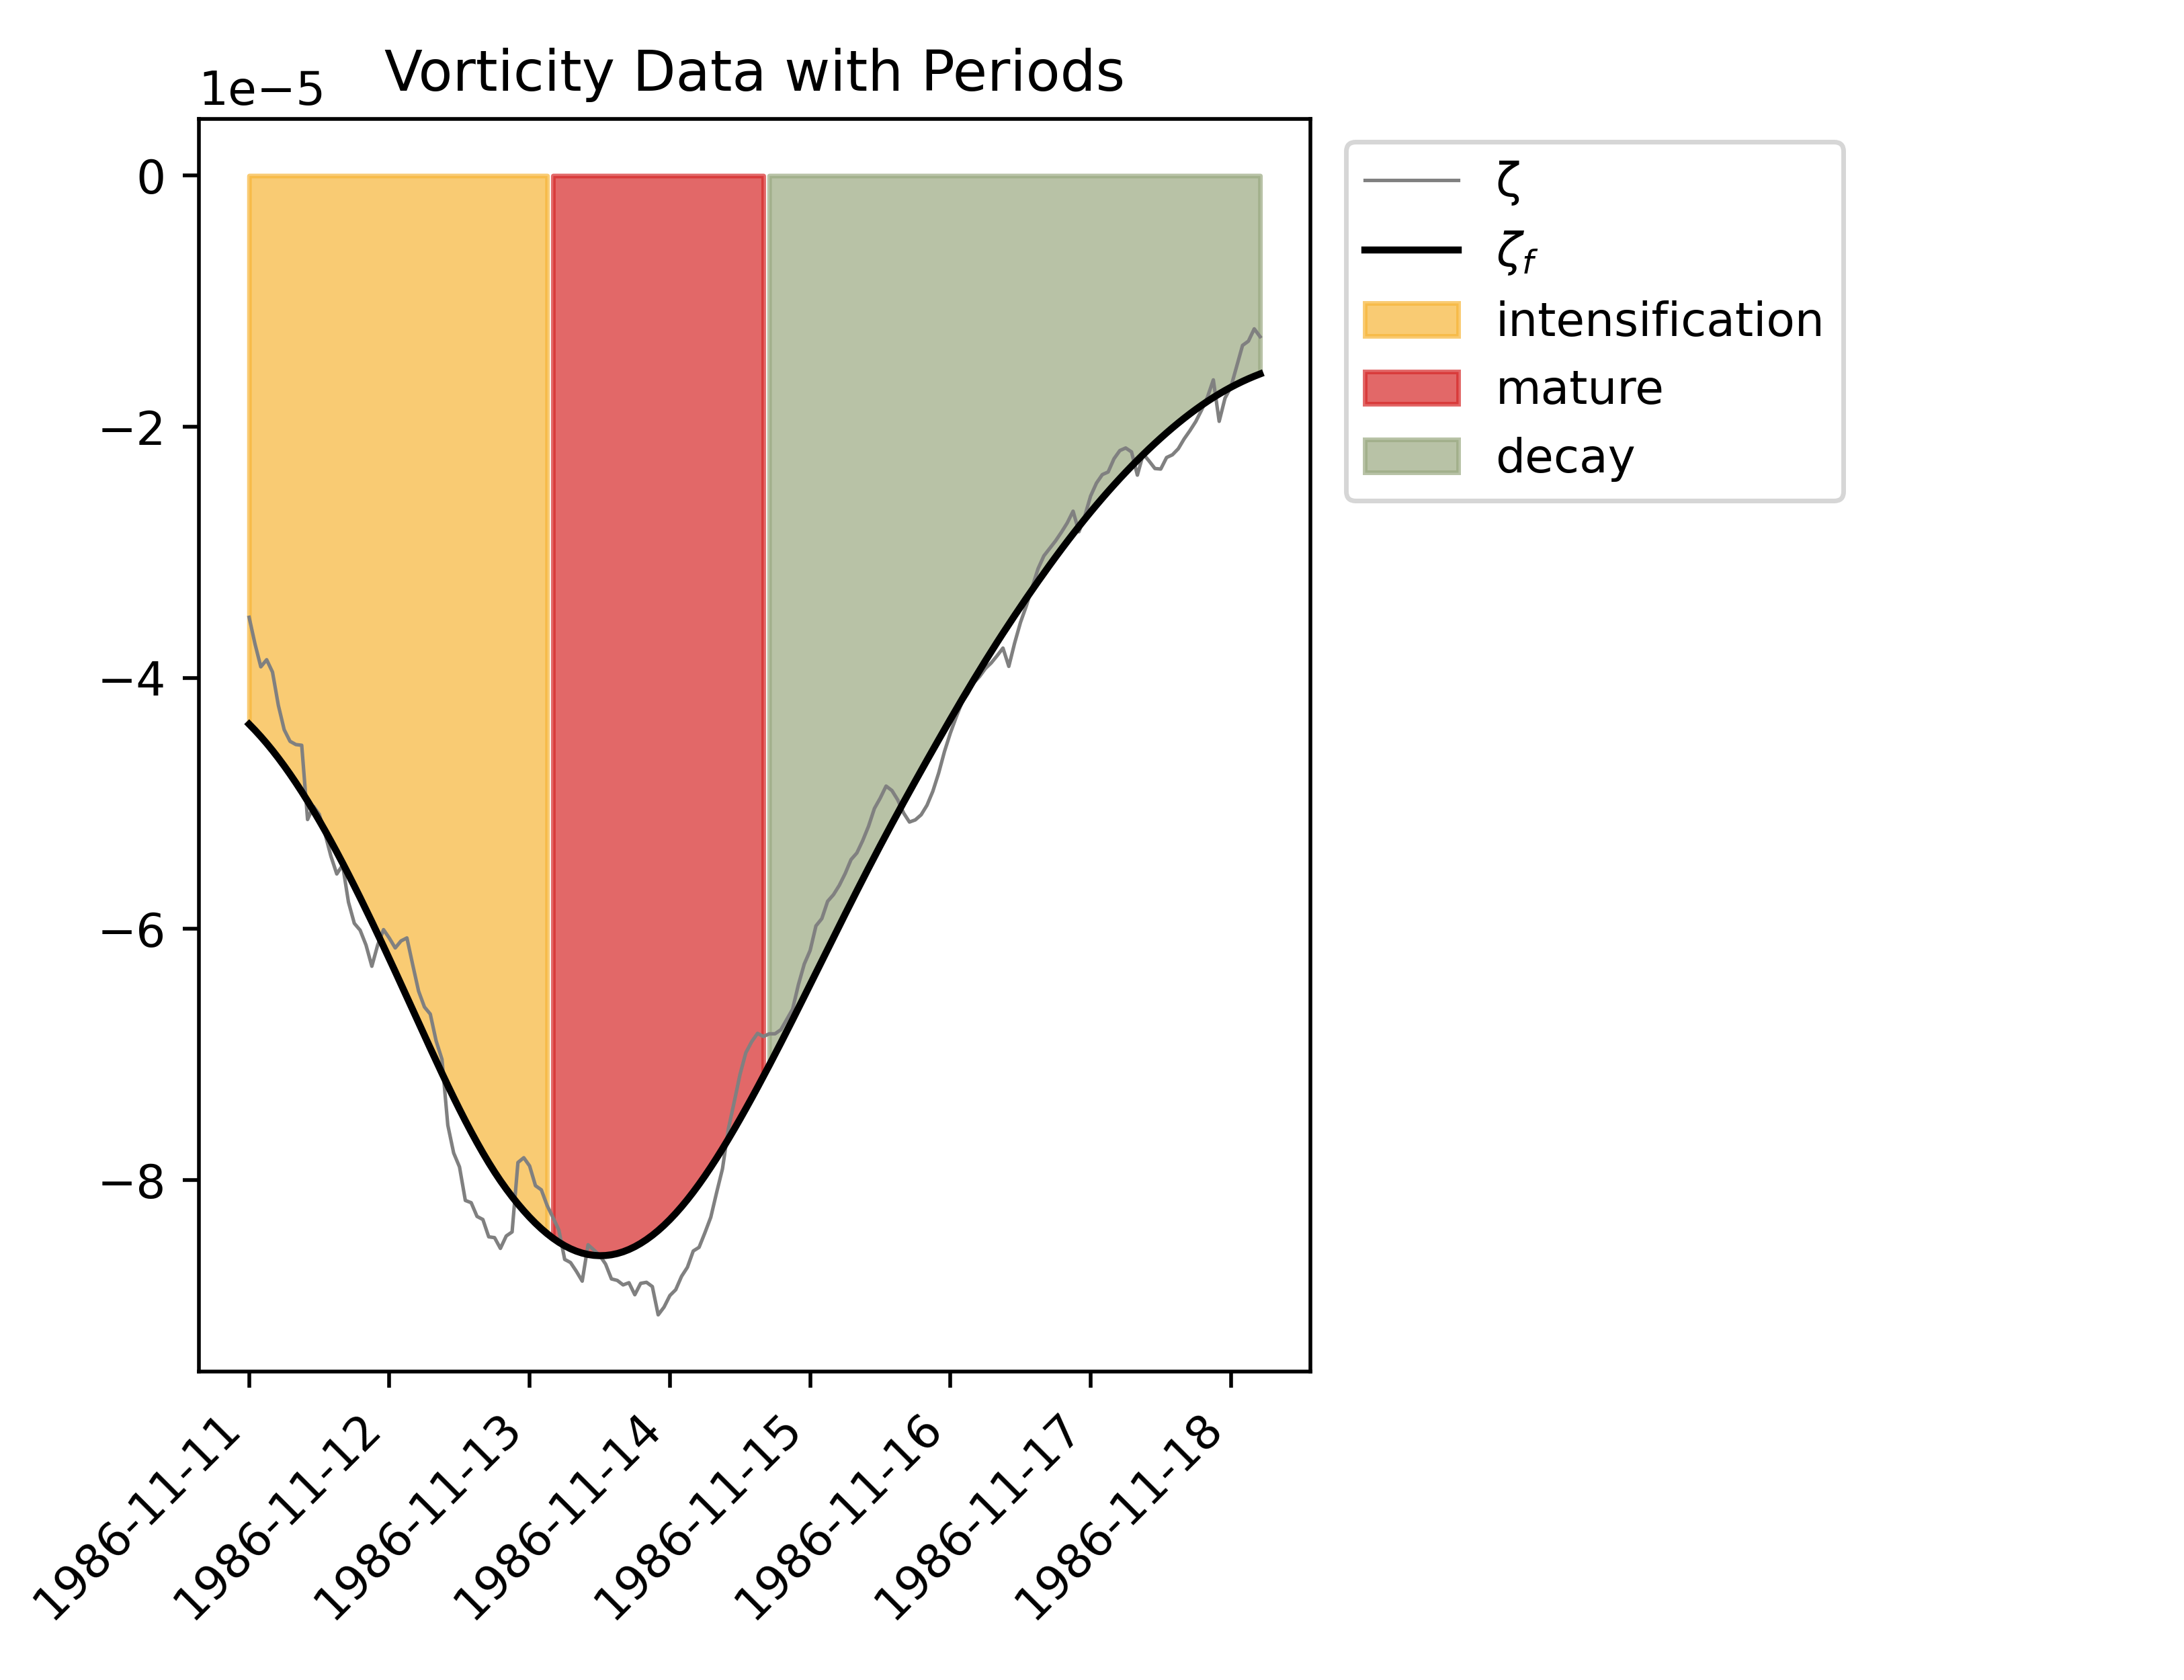 Vorticity Data with Periods
1e−5
0
−2
−4
−6
−8
1986-11-11
1986-11-12
1986-11-13
1986-11-14
1986-11-15
1986-11-16
1986-11-17
1986-11-18
ζ
ζf
intensification
mature
decay